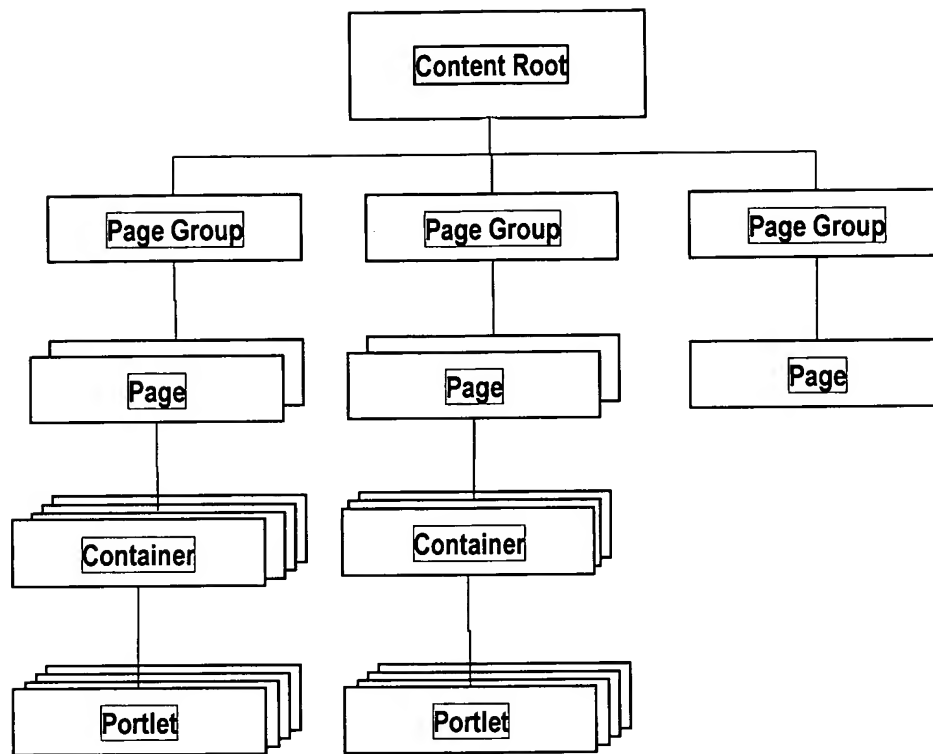 Content Root
Page Group
Page Group
Page Group
Page
Page
Page
Container
Container
Portlet
Portlet